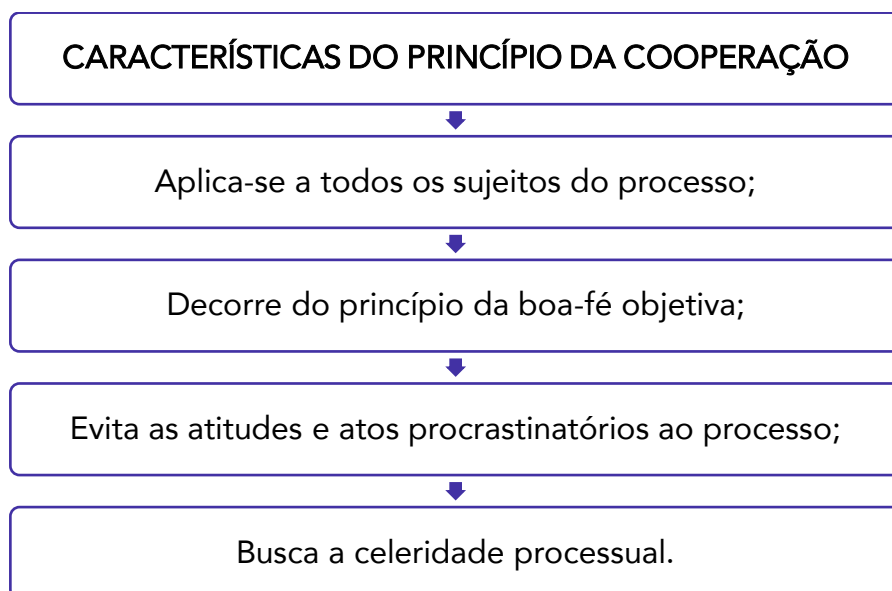 CARACTERÍSTICAS DO PRINCÍPIO DA COOPERAÇÃO
Aplica-se a todos os sujeitos do processo;
Decorre do princípio da boa-fé objetiva;
Evita as atitudes e atos procrastinatórios ao processo;
Busca a celeridade processual.